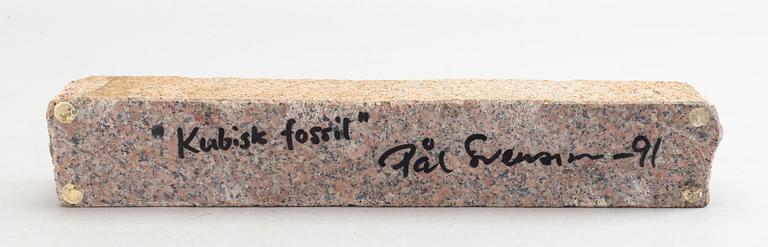 "Kubisk fossil"
Pål Svensson -91